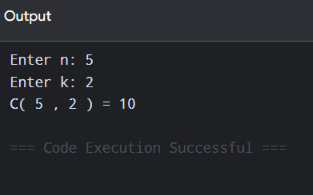 Output
Enter n: 5
Enter k: 2
C( 5 , 2 ) = 10
=== Code Execution Successful ===